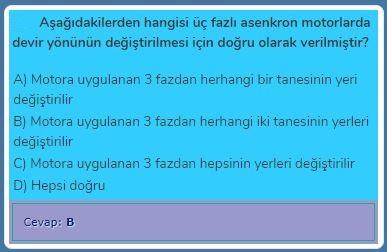 Aşağıdakilerden hangisi üç fazlı asenkron motorlarda
devir yönünün değiştirilmesi için doğru olarak verilmiştir?
A) Motora uygulanan 3 fazdan herhangi bir tanesinin yeri
değiştirilir
B) Motora uygulanan 3 fazdan herhangi iki tanesinin yerleri
değiştirilir
C) Motora uygulanan 3 fazdan hepsinin yerleri değiştirilir
D) Hepsi doğru
Cevap: B